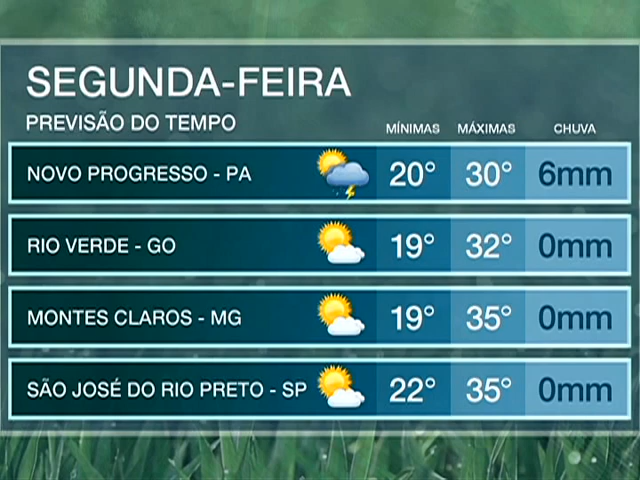 SEGUNDA-FEIRA
PREVISÃO DO TEMPO MÍNIMAS MÁXIMAS CHUVA
NOVO PROGRESSO - PA 20° 30° 6mm
RIO VERDE - GO 19° 32° 0mm
MONTES CLAROS - MG 19° 35° 0mm
SÃO JOSÉ DO RIO PRETO - SP 22° 35° 0mm